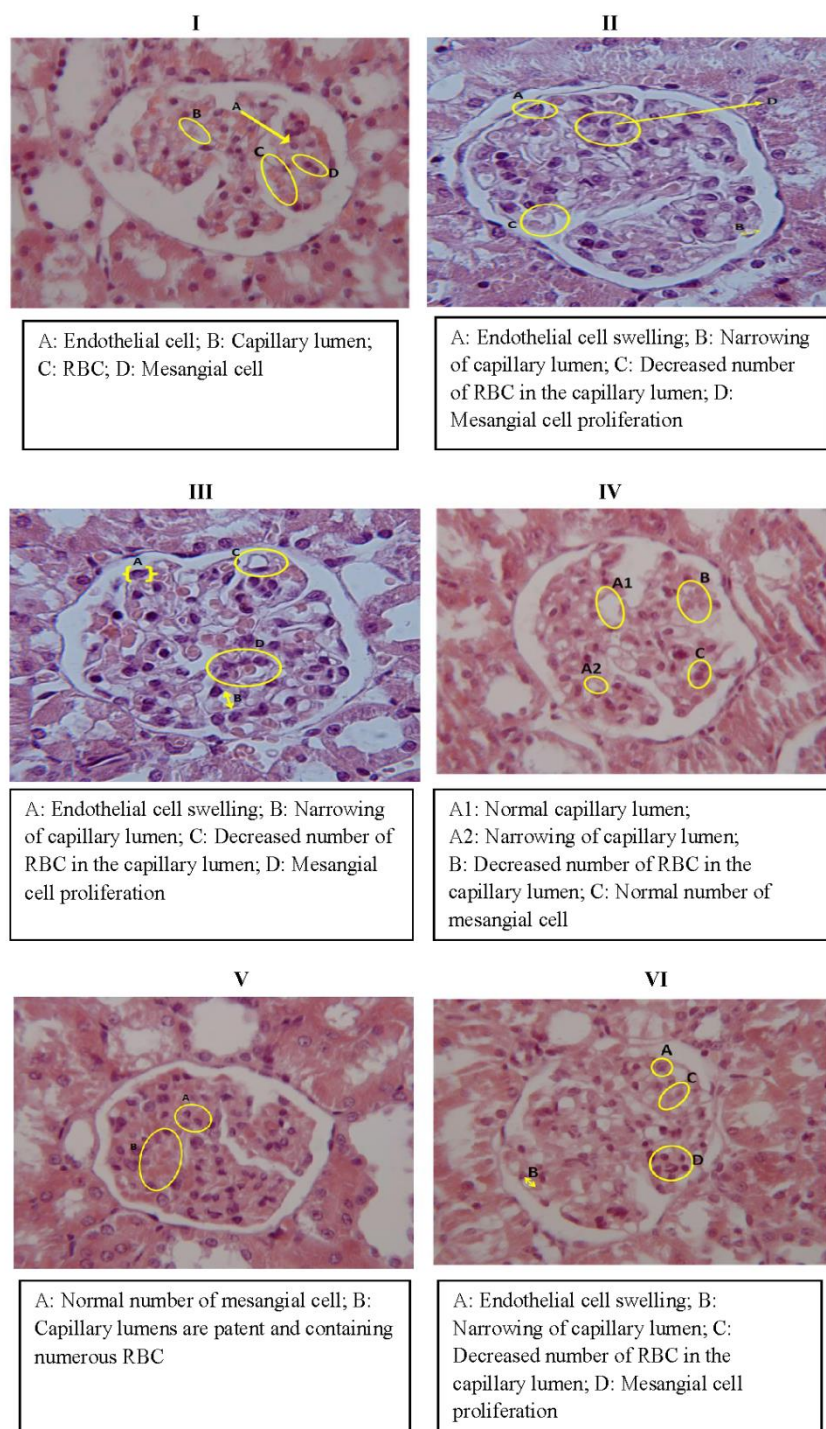 I
II
B
A
C
D
A
D
C
B
A: Endothelial cell; B: Capillary lumen;
C: RBC; D: Mesangial cell
A: Endothelial cell swelling; B: Narrowing
of capillary lumen; C: Decreased number
of RBC in the capillary lumen; D:
Mesangial cell proliferation
III
IV
A
C
D
B
A1
B
A2
C
A: Endothelial cell swelling; B: Narrowing
of capillary lumen; C: Decreased number of
RBC in the capillary lumen; D: Mesangial
cell proliferation
A1: Normal capillary lumen;
A2: Narrowing of capillary lumen;
B: Decreased number of RBC in the
capillary lumen; C: Normal number of
mesangial cell
V
VI
A
B
A
C
B
D
A: Normal number of mesangial cell; B:
Capillary lumens are patent and containing
numerous RBC
A: Endothelial cell swelling; B:
Narrowing of capillary lumen; C:
Decreased number of RBC in the
capillary lumen; D: Mesangial cell
proliferation